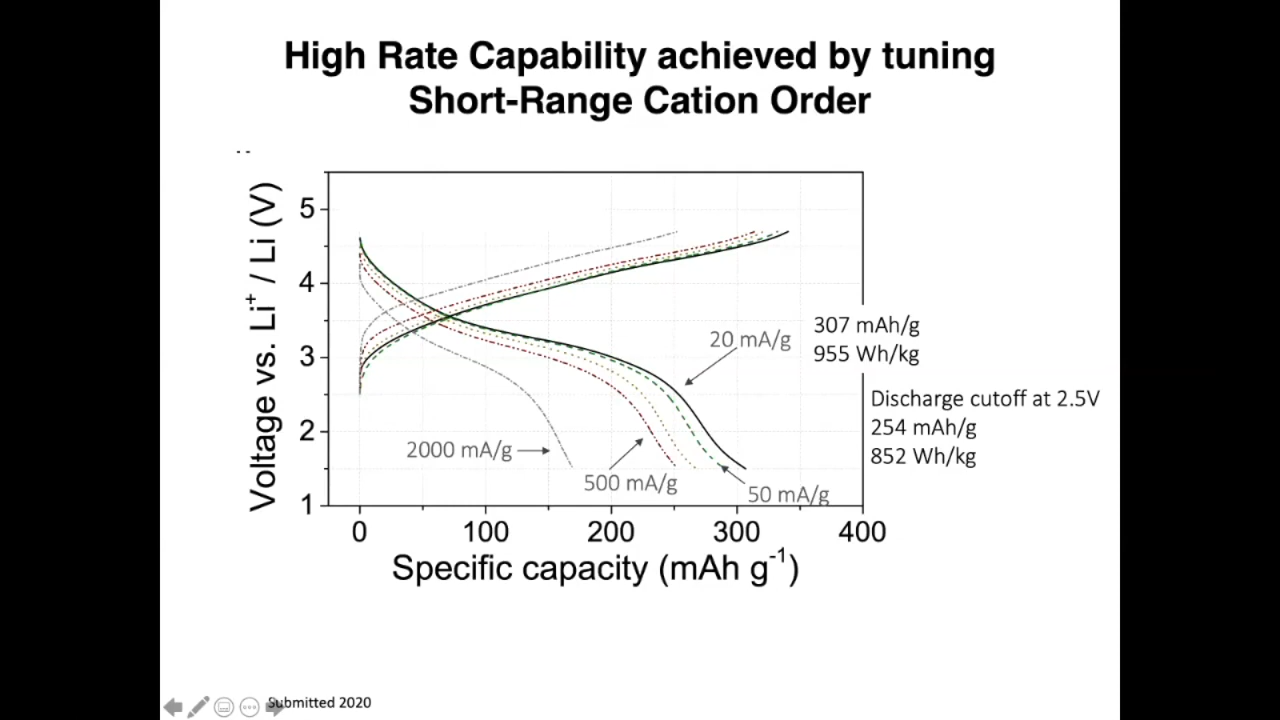 High Rate Capability achieved by tuning
Short-Range Cation Order
Voltage vs. Li⁺ / Li (V)
5
4
3
2
1
20 mA/g
307 mAh/g
955 Wh/kg
Discharge cutoff at 2.5V
254 mAh/g
852 Wh/kg
2000 mA/g
500 mA/g
50 mA/g
0 100 200 300 400
Specific capacity (mAh g⁻¹)
Submitted 2020